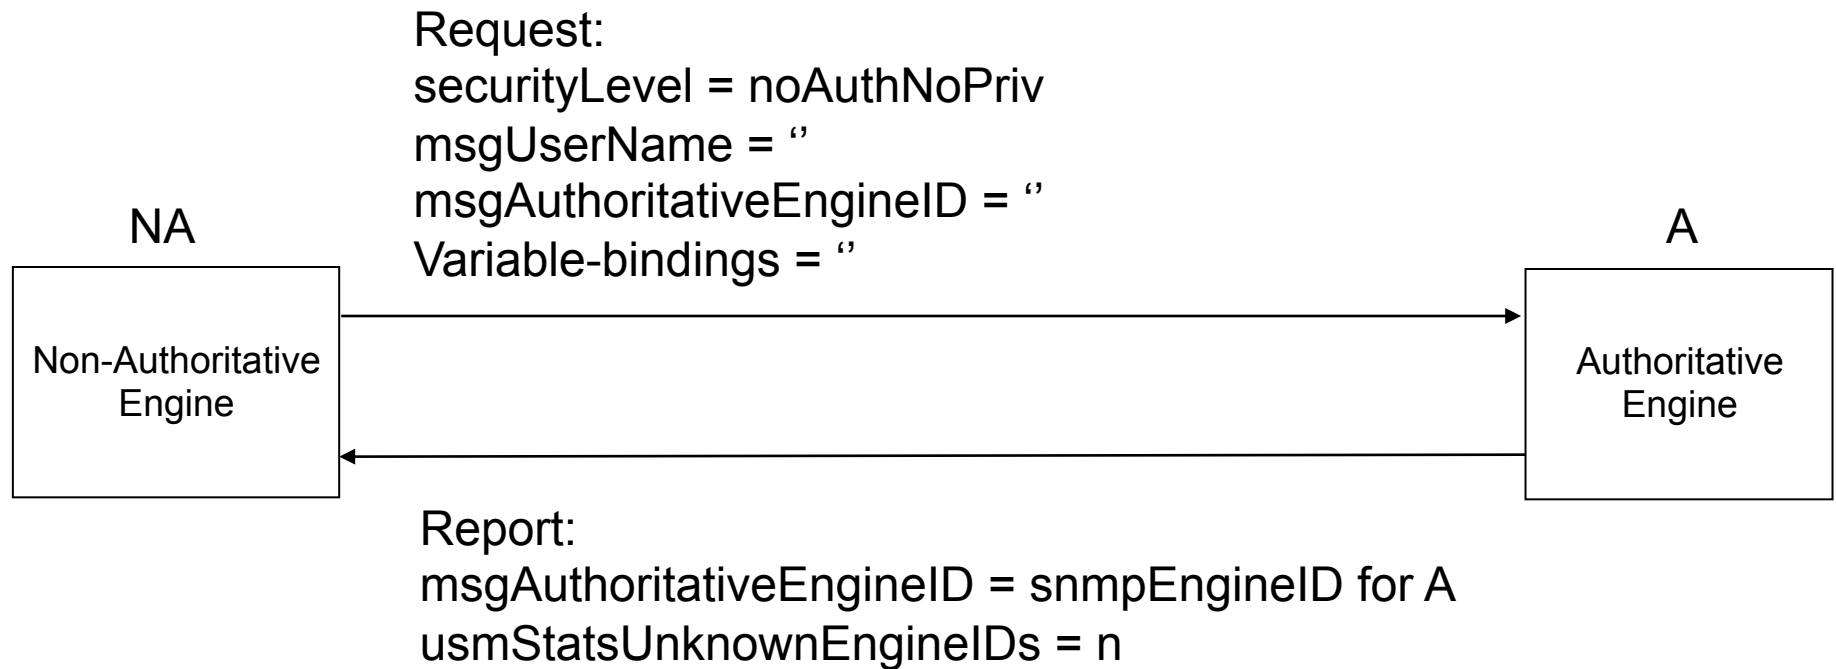 Request:
securityLevel = noAuthNoPriv
msgUserName = ‘’
msgAuthoritativeEngineID = ‘’
Variable-bindings = ‘’
NA
A
Non-Authoritative
Engine
Authoritative
Engine
Report:
msgAuthoritativeEngineID = snmpEngineID for A
usmStatsUnknownEngineIDs = n